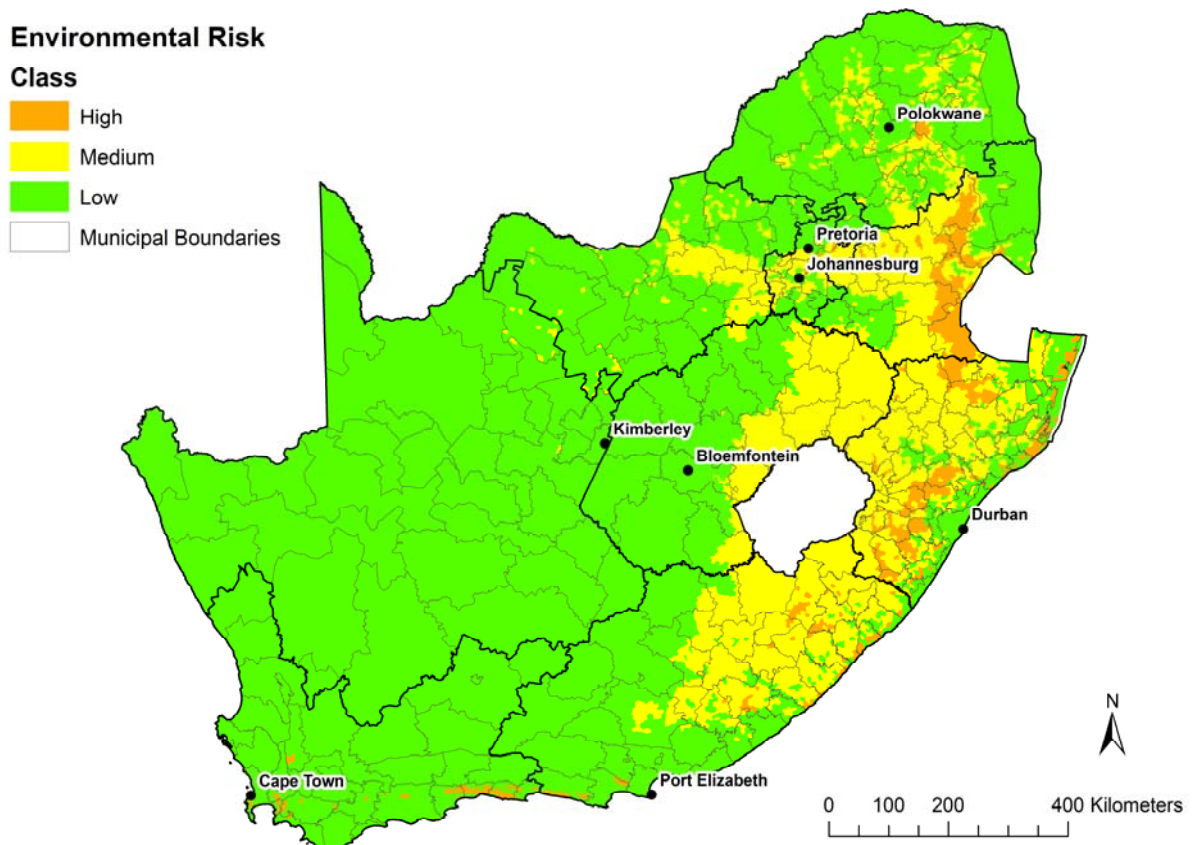 Environmental Risk
Class
High
Medium
Low
Municipal Boundaries
Polokwane
Pretoria
Johannesburg
Kimberley
Bloemfontein
Durban
Cape Town
Port Elizabeth
N
0 100 200 400 Kilometers